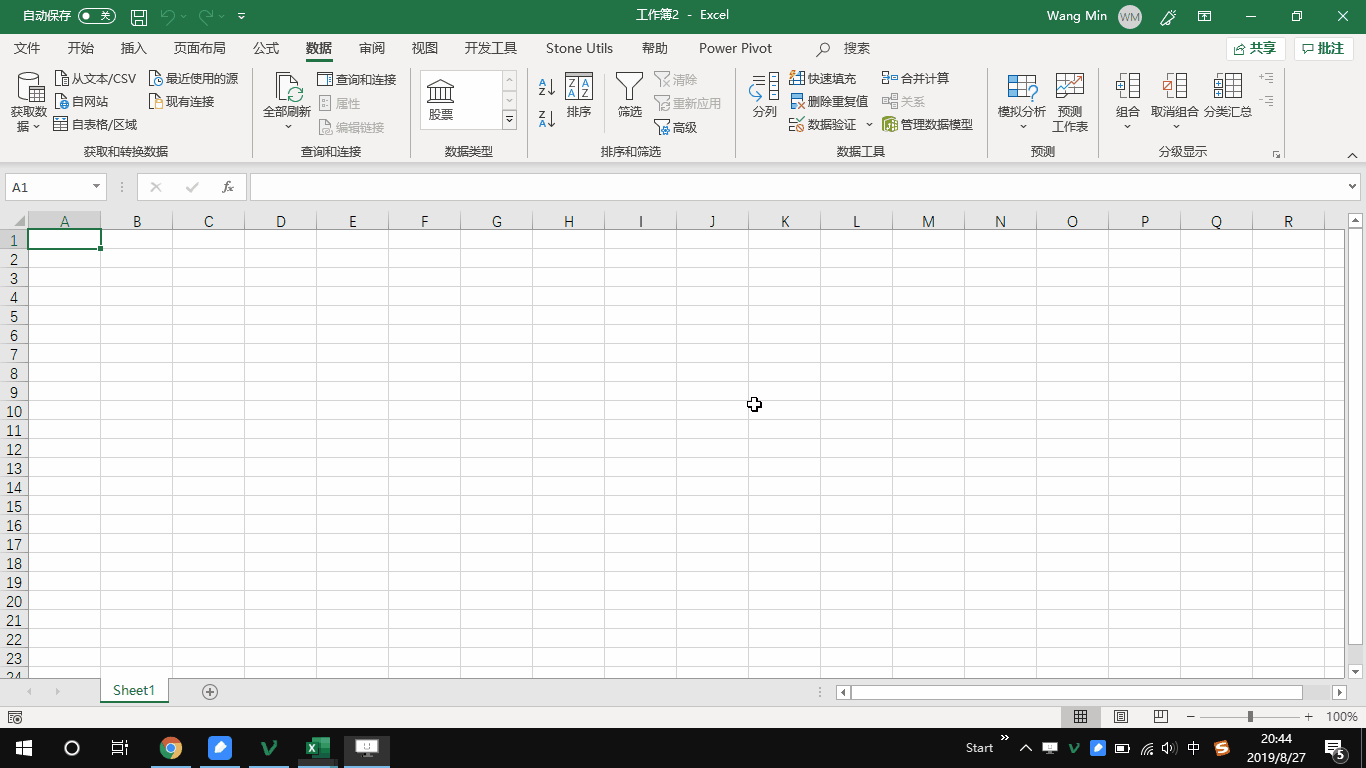 自动保存 关 工作簿2 - Excel Wang Min WM
文件 开始 插入 页面布局 公式 数据 审阅 视图 开发工具 Stone Utils 帮助 Power Pivot 搜索 共享 批注
获取数据
从文本/CSV
自网站
自表格/区域
最近使用的源
现有连接
获取和转换数据
全部刷新
查询和连接
属性
编辑链接
查询和连接
股票
数据类型
排序
筛选
清除
重新应用
高级
排序和筛选
分列
快速填充
删除重复值
数据验证
合并计算
关系
管理数据模型
数据工具
模拟分析
预测
工作表
预测
组合
取消组合
分类汇总
分级显示
A1 fx
A B C D E F G H I J K L M N O P Q R
1
2
3
4
5
6
7
8
9
10
11
12
13
14
15
16
17
18
19
20
21
22
23
24
Sheet1
100%
Start 中 20:44
2019/8/27 5